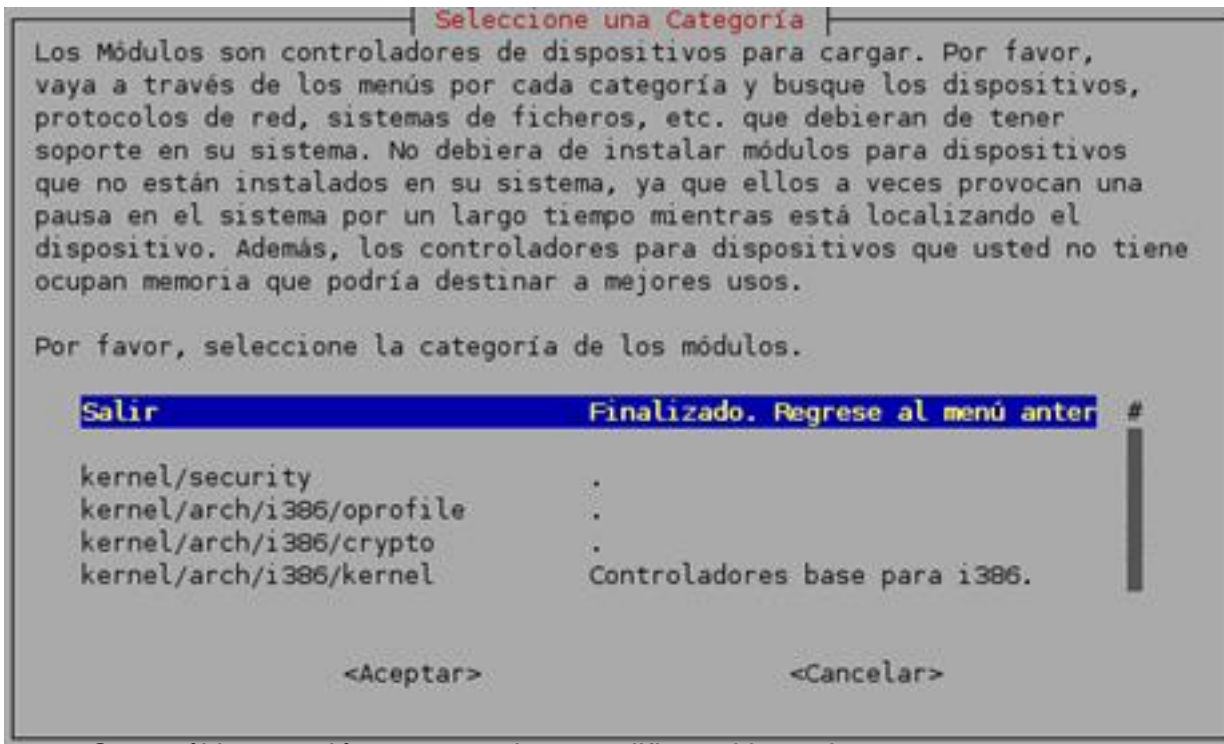 Seleccione una Categoría
Los Módulos son controladores de dispositivos para cargar. Por favor,
vaya a través de los menús por cada categoría y busque los dispositivos,
protocolos de red, sistemas de ficheros, etc. que debieran de tener
soporte en su sistema. No debiera de instalar módulos para dispositivos
que no están instalados en su sistema, ya que ellos a veces provocan una
pausa en el sistema por un largo tiempo mientras está localizando el
dispositivo. Además, los controladores para dispositivos que usted no tiene
ocupan memoria que podría destinar a mejores usos.
Por favor, seleccione la categoría de los módulos.
Salir Finalizado. Regrese al menú anter #
kernel/security .
kernel/arch/i386/oprofile .
kernel/arch/i386/crypto .
kernel/arch/i386/kernel Controladores base para i386.
<Aceptar> <Cancelar>